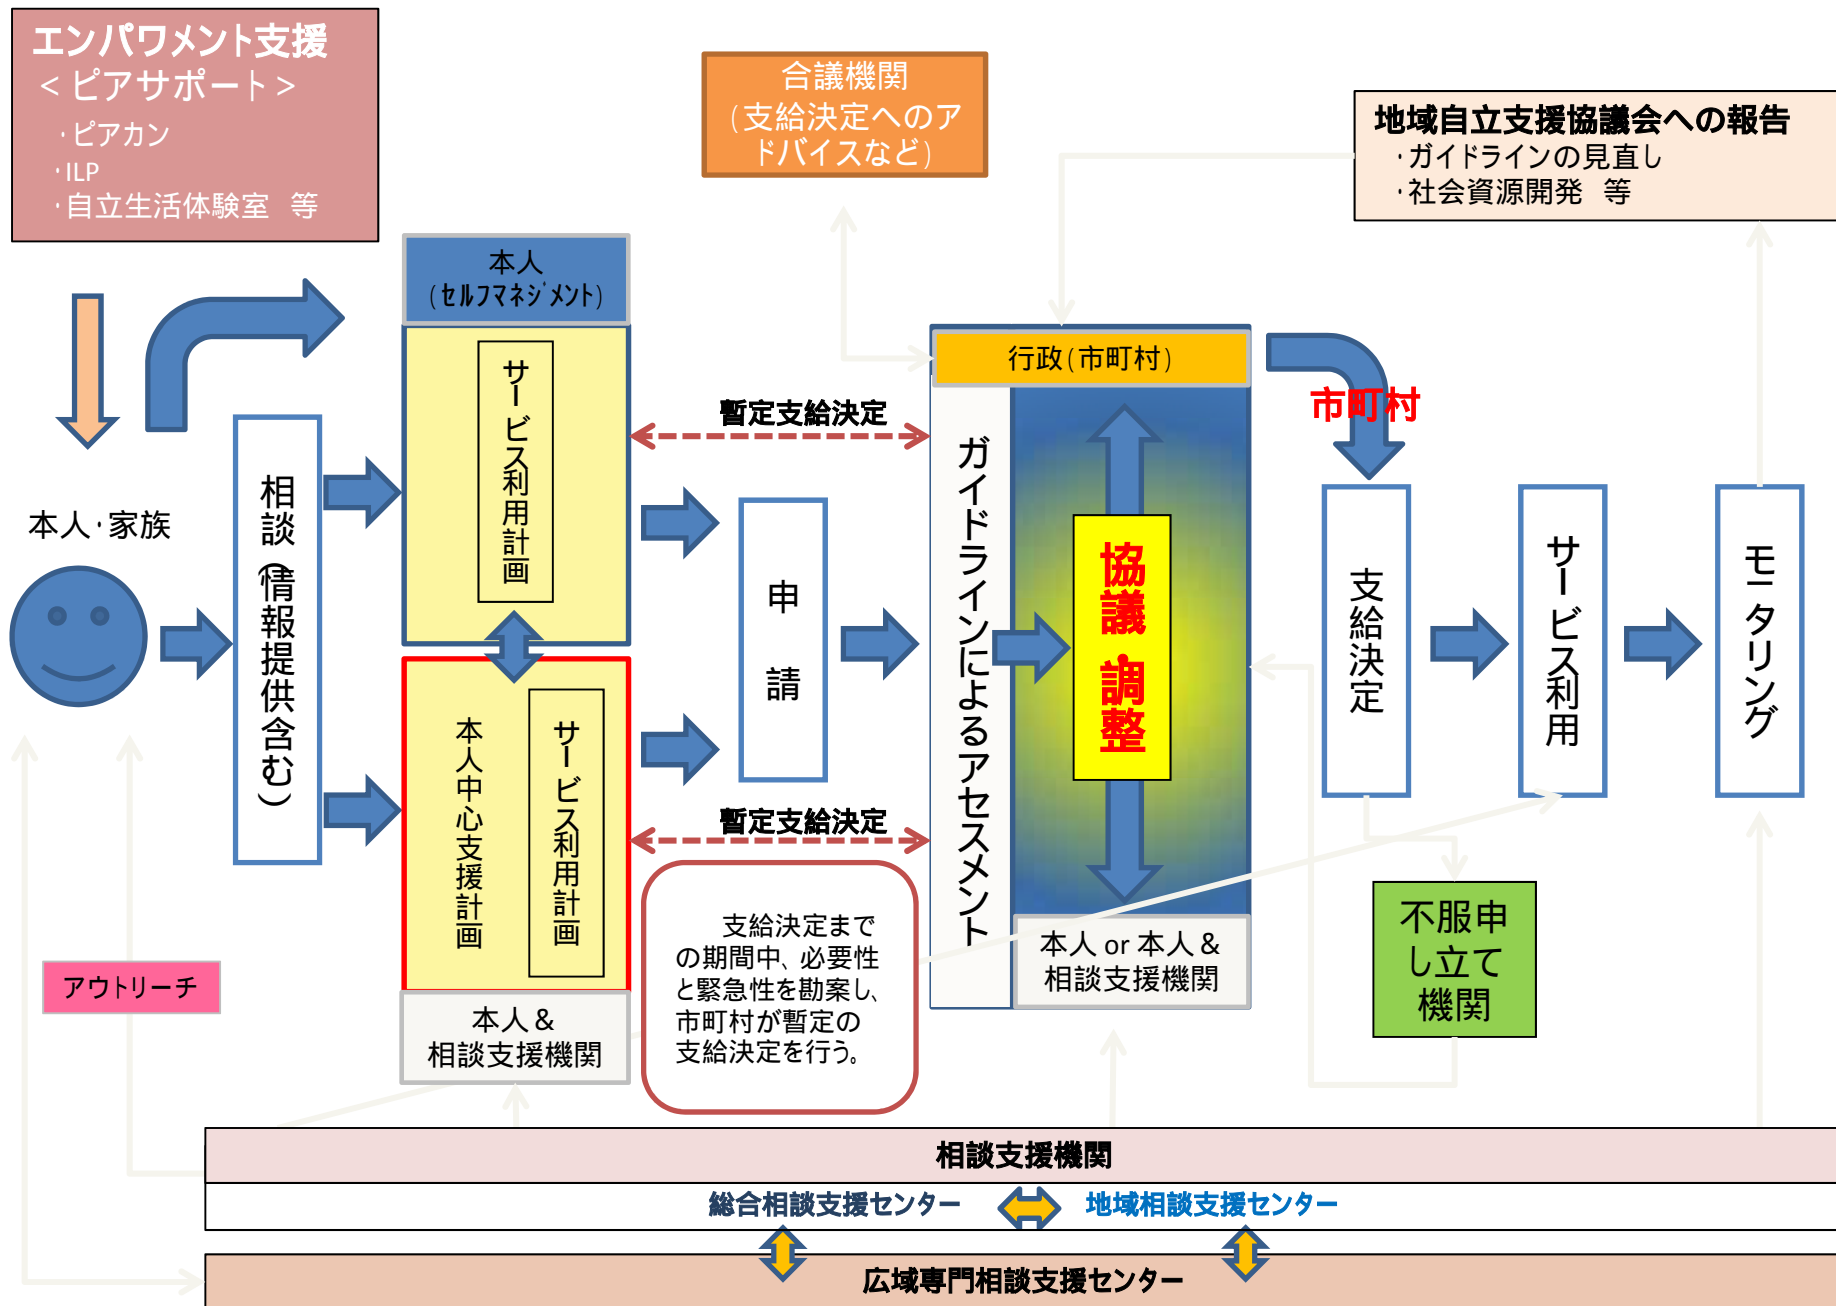 エンパワメント支援
<ピアサポート>
・ピアカン
・ILP
・自立生活体験室　等
合議機関
(支給決定へのア
ドバイスなど)
地域自立支援協議会への報告
・ガイドラインの見直し
・社会資源開発　等
本人
(ｾﾙﾌﾏﾈｼﾞﾒﾝﾄ)
サービス利用計画
行政(市町村)
市町村
暫定支給決定
本人・家族
相談(情報提供含む)
申請
ガイドラインによるアセスメント
協議・調整
支給決定
サービス利用
モニタリング
本人中心支援計画
サービス利用計画
暫定支給決定
支給決定まで
の期間中、必要性
と緊急性を勘案し、
市町村が暫定の
支給決定を行う。
本人 or 本人＆
相談支援機関
不服申
し立て
機関
アウトリーチ
本人＆
相談支援機関
相談支援機関
総合相談支援センター
地域相談支援センター
広域専門相談支援センター